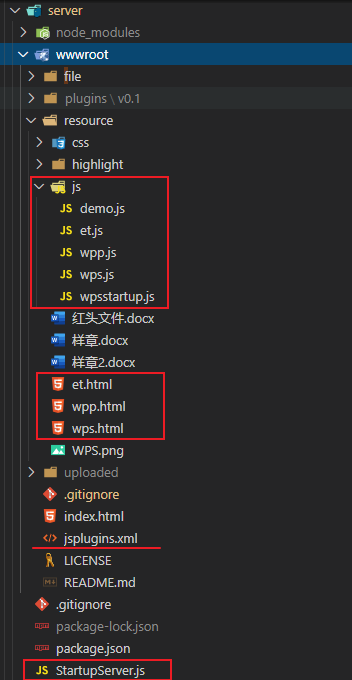 server
node_modules
wwwroot
file
plugins \ v0.1
resource
css
highlight
js
JS demo.js
JS et.js
JS wpp.js
JS wps.js
JS wpsstartup.js
红头文件.docx
样章.docx
样章2.docx
et.html
wpp.html
wps.html
WPS.png
uploaded
.gitignore
index.html
jsplugins.xml
LICENSE
README.md
.gitignore
package-lock.json
package.json
JS StartupServer.js